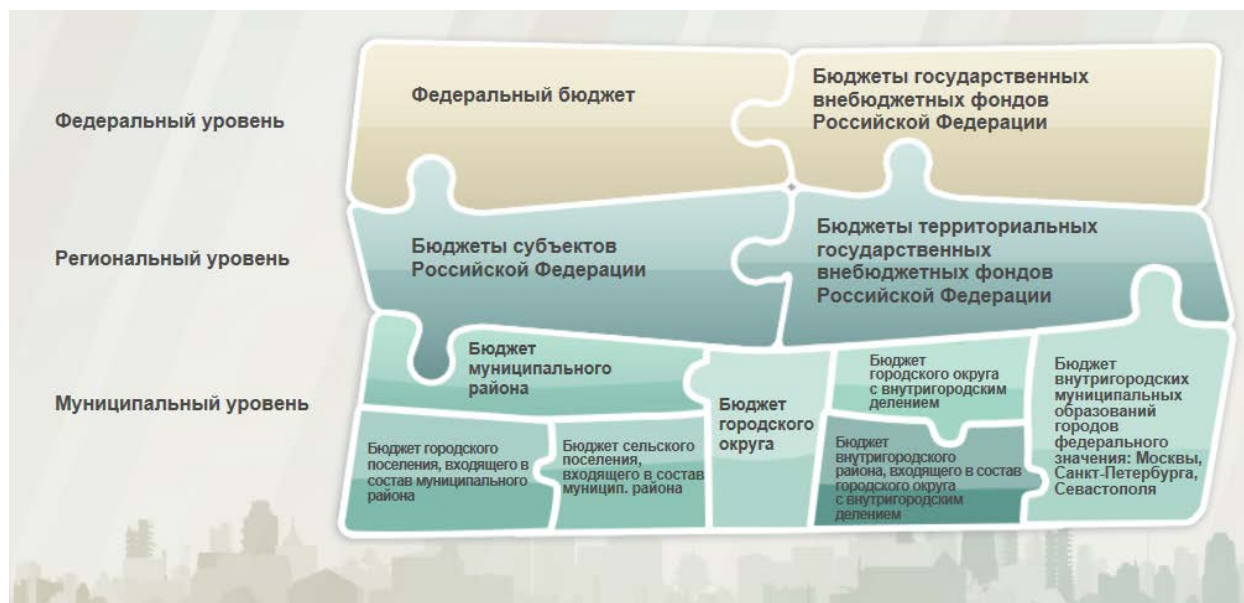 Федеральный уровень
Федеральный бюджет
Бюджеты государственных
внебюджетных фондов
Российской Федерации
Региональный уровень
Бюджеты субъектов
Российской Федерации
Бюджеты территориальных
государственных
внебюджетных фондов
Российской Федерации
Муниципальный уровень
Бюджет
муниципального
района
Бюджет городского
поселения, входящего в
состав муниципального
района
Бюджет сельского
поселения,
входящего в состав
муницип. района
Бюджет
городского
округа
Бюджет
городского округа
с внутригородским
делением
Бюджет
внутригородского
района, входящего в состав
городского округа
с внутригородским
делением
Бюджет
внутригородских
муниципальных
образований
городов
федерального
значения: Москвы,
Санкт-Петербурга,
Севастополя